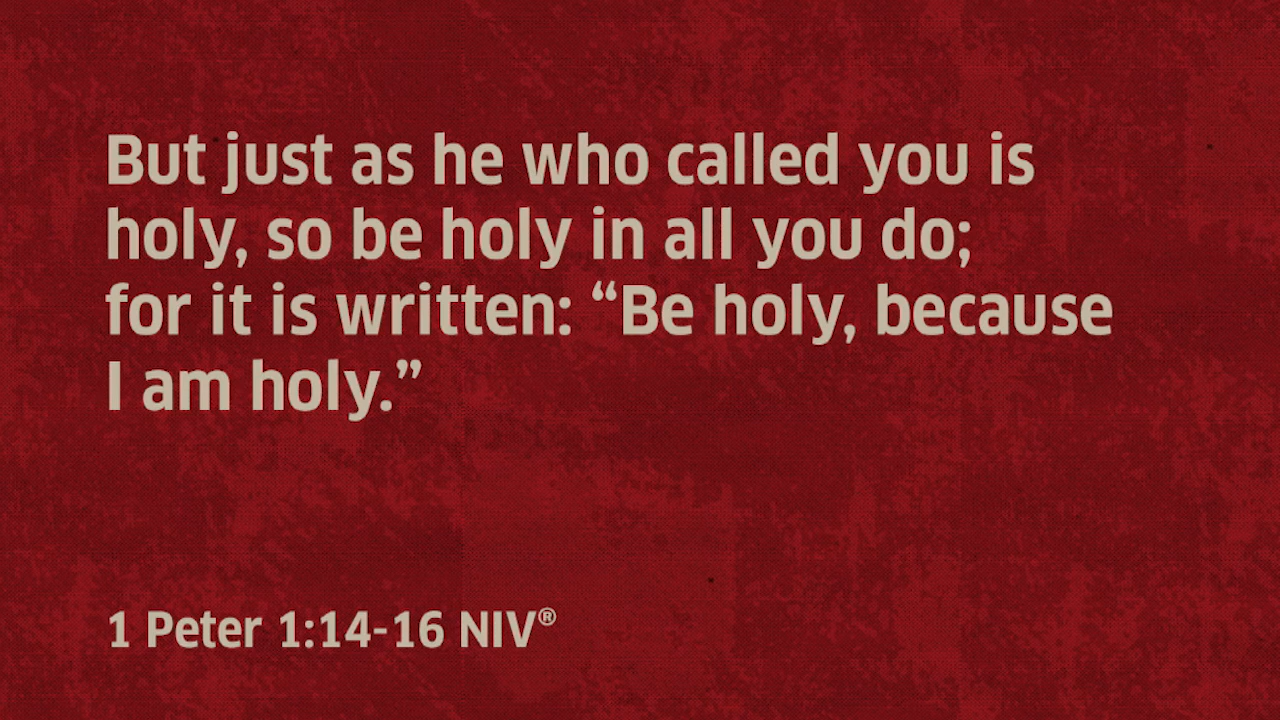 But just as he who called you is
holy, so be holy in all you do;
for it is written: “Be holy, because
I am holy.”
1 Peter 1:14-16 NIV®